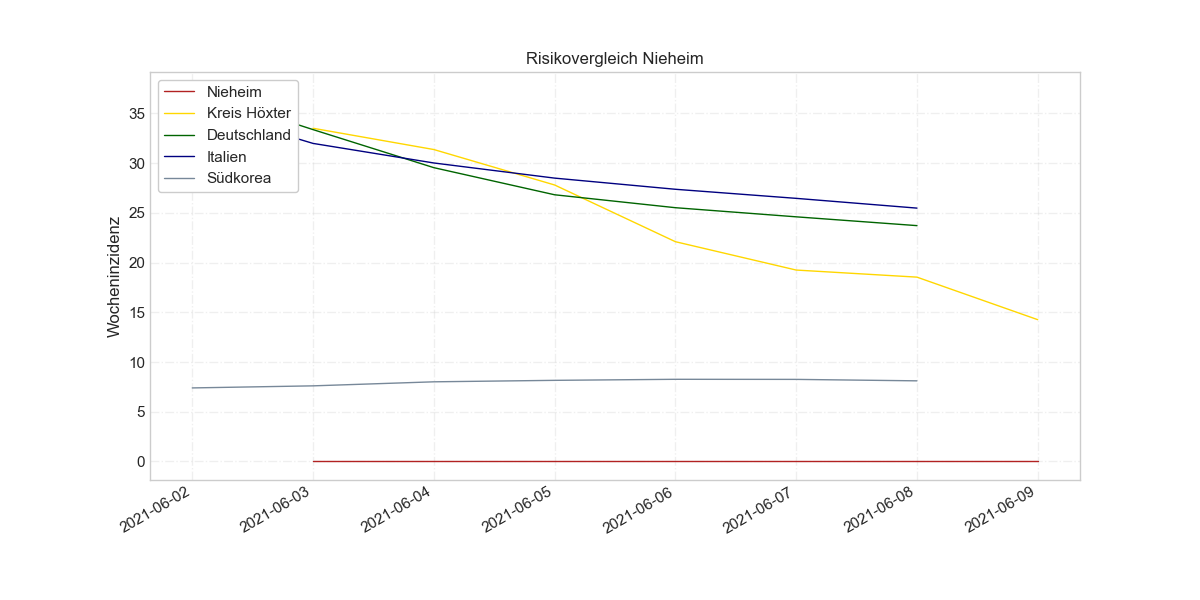 Risikovergleich Nieheim
Nieheim
Kreis Höxter
Deutschland
Italien
Südkorea
Wocheninzidenz
35
30
25
20
15
10
5
0
2021-06-02
2021-06-03
2021-06-04
2021-06-05
2021-06-06
2021-06-07
2021-06-08
2021-06-09